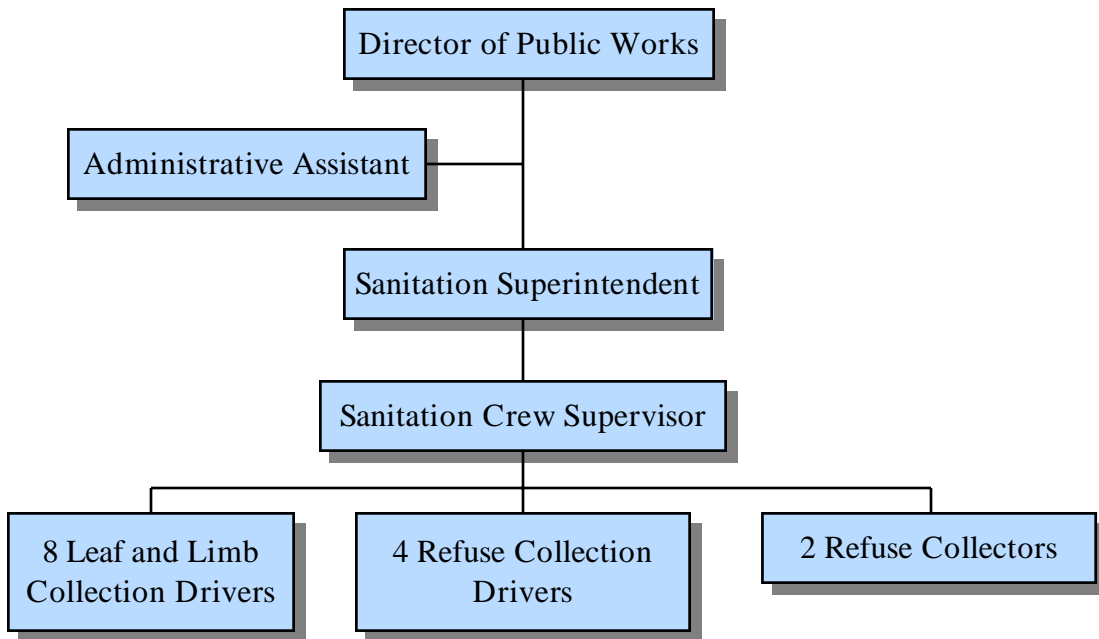 Director of Public Works
Administrative Assistant
Sanitation Superintendent
Sanitation Crew Supervisor
8 Leaf and Limb
Collection Drivers
4 Refuse Collection
Drivers
2 Refuse Collectors